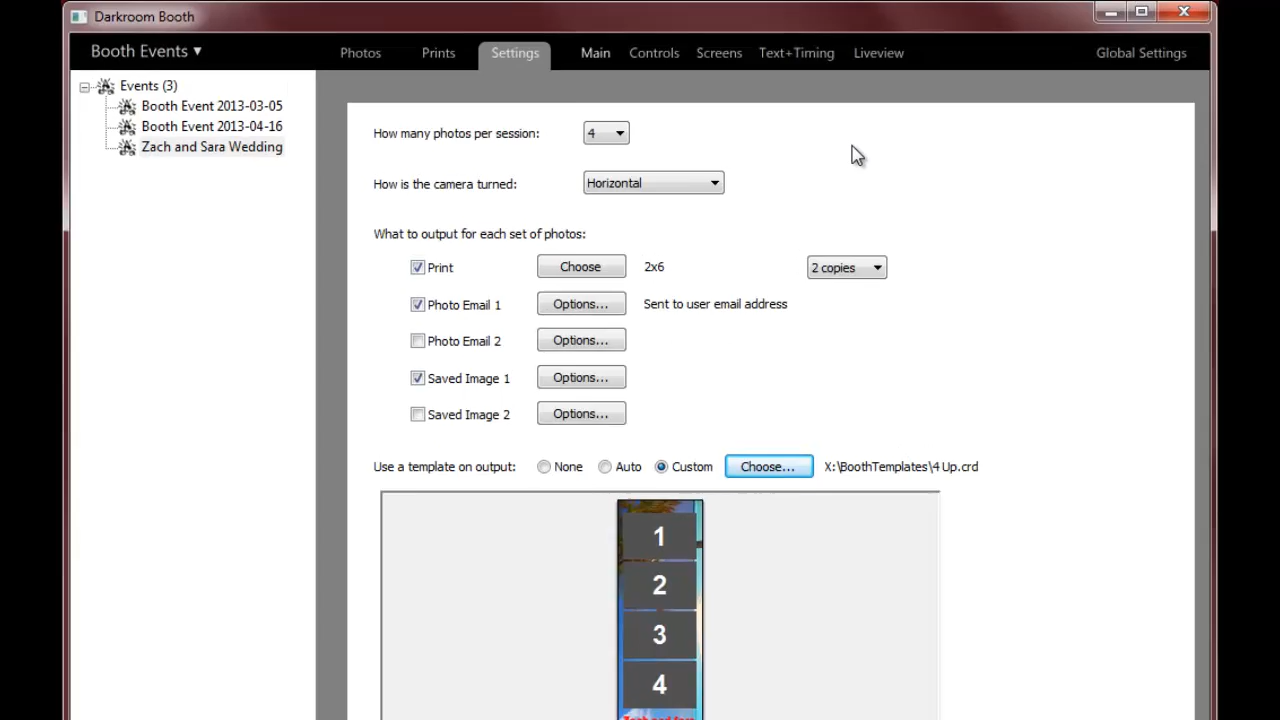 Darkroom Booth
Booth Events ▾ Photos Prints Settings Main Controls Screens Text+Timing Liveview Global Settings
Events (3)
Booth Event 2013-03-05
Booth Event 2013-04-16
Zach and Sara Wedding
How many photos per session: 4
How is the camera turned: Horizontal
What to output for each set of photos:
Print Choose 2x6 2 copies
Photo Email 1 Options... Sent to user email address
Photo Email 2 Options...
Saved Image 1 Options...
Saved Image 2 Options...
Use a template on output: None Auto Custom Choose... X:\BoothTemplates\4 Up.crd
1
2
3
4